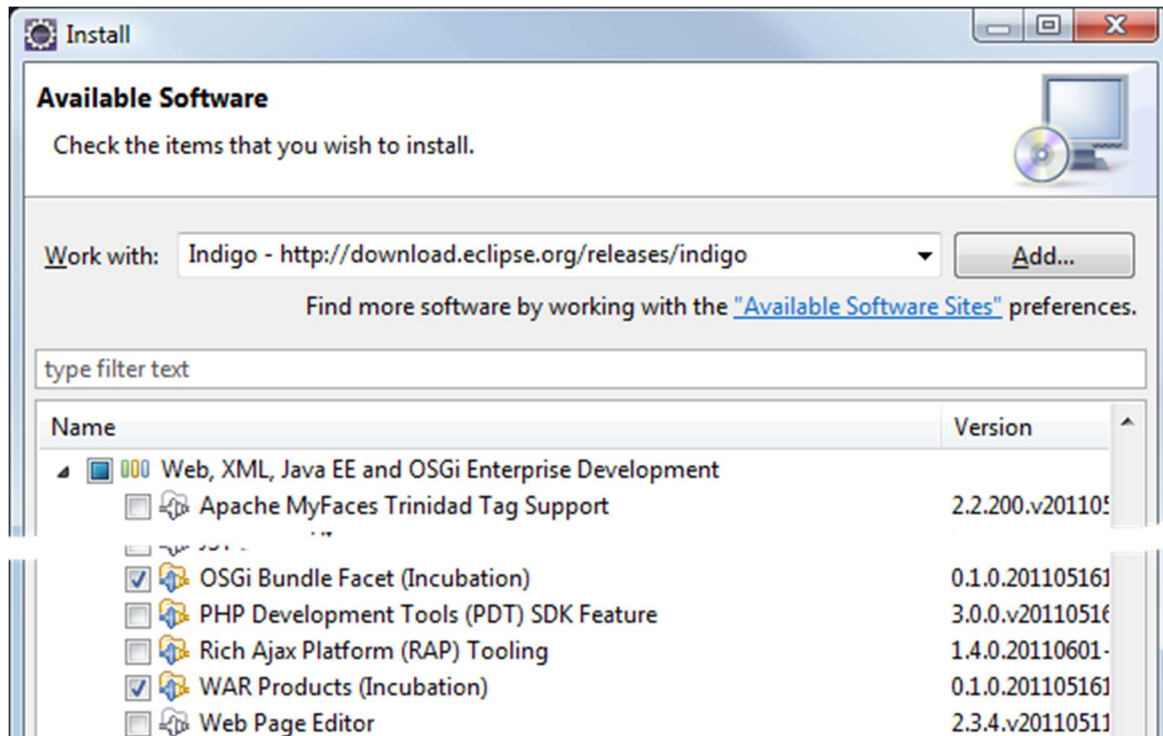 Install
Available Software
Check the items that you wish to install.
Work with: Indigo - http://download.eclipse.org/releases/indigo Add...
Find more software by working with the "Available Software Sites" preferences.
type filter text
Name Version
Web, XML, Java EE and OSGi Enterprise Development
Apache MyFaces Trinidad Tag Support 2.2.200.v20110
OSGi Bundle Facet (Incubation) 0.1.0.201105161
PHP Development Tools (PDT) SDK Feature 3.0.0.v2011051
Rich Ajax Platform (RAP) Tooling 1.4.0.20110601-
WAR Products (Incubation) 0.1.0.201105161
Web Page Editor 2.3.4.v20110511